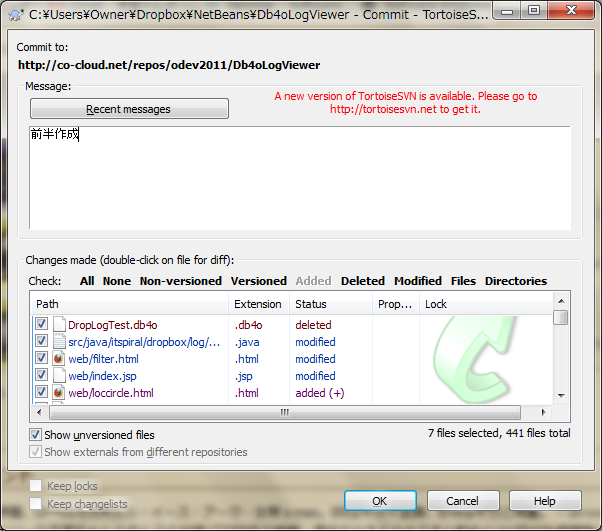 C:¥Users¥Owner¥Dropbox¥NetBeans¥Db4oLogViewer - Commit - TortoiseS...
Commit to:
http://co-cloud.net/repos/odev2011/Db4oLogViewer
Message:
Recent messages
A new version of TortoiseSVN is available. Please go to
http://tortoisesvn.net to get it.
前半作成
Changes made (double-click on file for diff):
Check: All None Non-versioned Versioned Added Deleted Modified Files Directories
Path Extension Status Prop... Lock
DropLogTest.db4o .db4o deleted
src/java/itspiral/dropbox/log/... .java modified
web/filter.html .html modified
web/index.jsp .jsp modified
web/loccircle.html .html added (+)
Show unversioned files
7 files selected, 441 files total
Show externals from different repositories
Keep locks
Keep changelists
OK Cancel Help